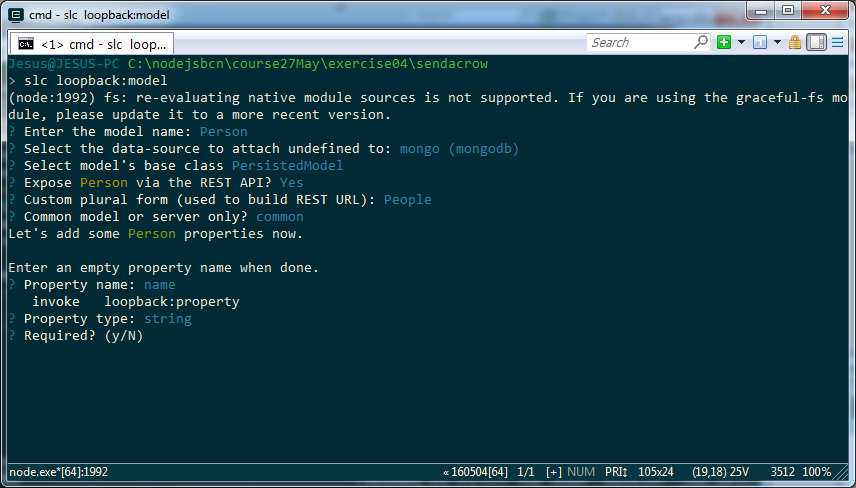 cmd - slc loopback:model
<1> cmd - slc loop...
Search
Jesus@JESUS-PC C:\nodejsbcn\course27May\exercise04\sendacrow
> slc loopback:model
(node:1992) fs: re-evaluating native module sources is not supported. If you are using the graceful-fs mo
dule, please update it to a more recent version.
? Enter the model name: Person
? Select the data-source to attach undefined to: mongo (mongodb)
? Select model's base class PersistedModel
? Expose Person via the REST API? Yes
? Custom plural form (used to build REST URL): People
? Common model or server only? common
Let's add some Person properties now.
Enter an empty property name when done.
? Property name: name
invoke loopback:property
? Property type: string
? Required? (y/N)
node.exe*[64]:1992 « 160504[64] 1/1 [+] NUM PRI↕ 105x24 (19,18) 25V 3512 100%